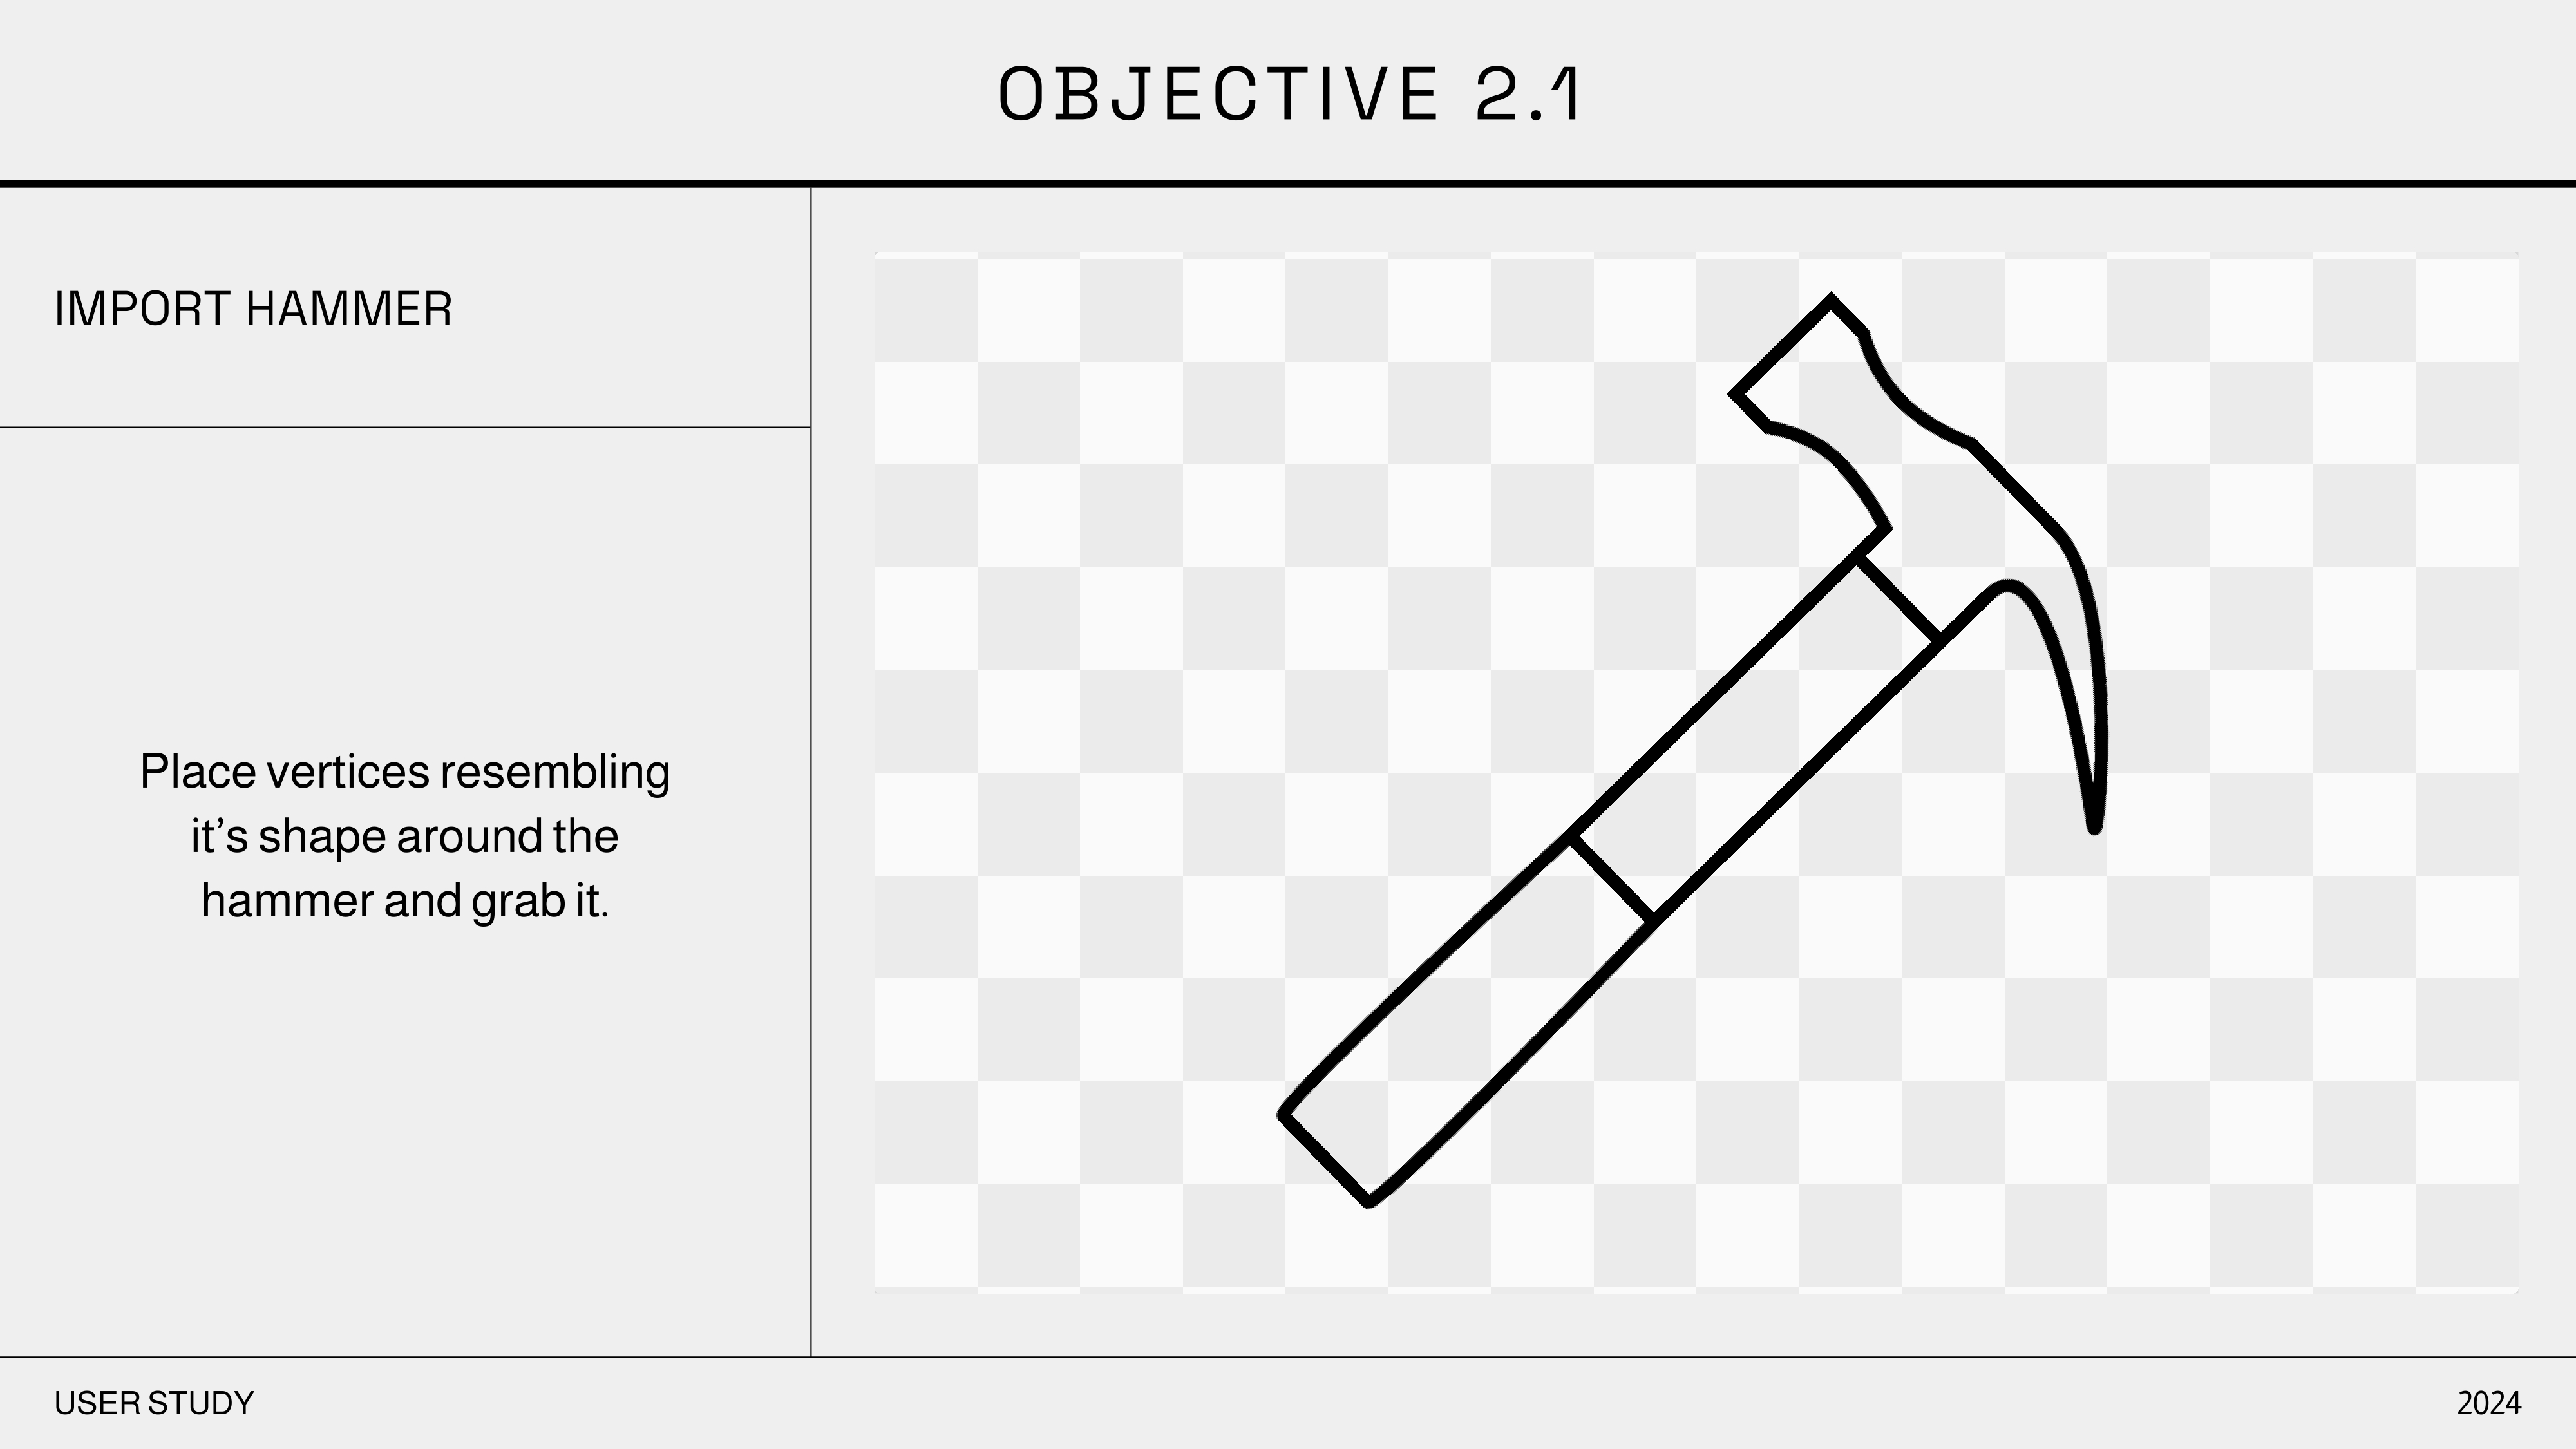 OBJECTIVE 2.1
IMPORT HAMMER
Place vertices resembling
it’s shape around the
hammer and grab it.
USER STUDY
2024